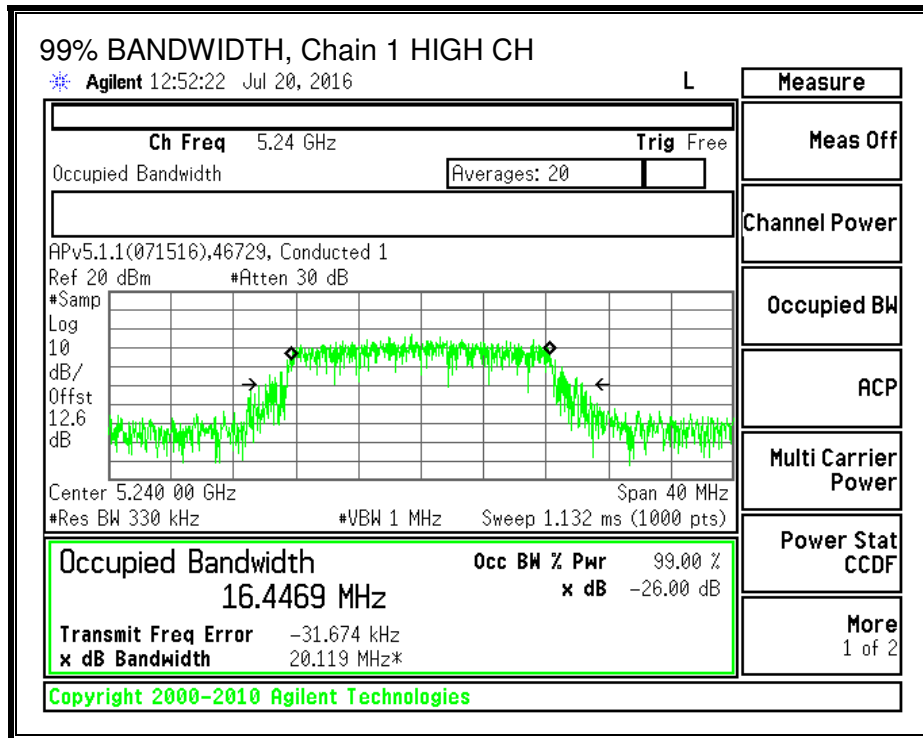 99% BANDWIDTH, Chain 1 HIGH CH
Agilent 12:52:22 Jul 20, 2016 L
Ch Freq 5.24 GHz Trig Free
Occupied Bandwidth Averages: 20
APv5.1.1(071516),46729, Conducted 1
Ref 20 dBm #Atten 30 dB
#Samp
Log
10
dB/
Offst
12.6
dB
Center 5.240 00 GHz Span 40 MHz
#Res BW 330 kHz #VBW 1 MHz Sweep 1.132 ms (1000 pts)
Occupied Bandwidth Occ BW % Pwr 99.00 %
16.4469 MHz x dB -26.00 dB
Transmit Freq Error -31.674 kHz
x dB Bandwidth 20.119 MHz*
Copyright 2000-2010 Agilent Technologies
Measure
Meas Off
Channel Power
Occupied BW
ACP
Multi Carrier
Power
Power Stat
CCDF
More
1 of 2